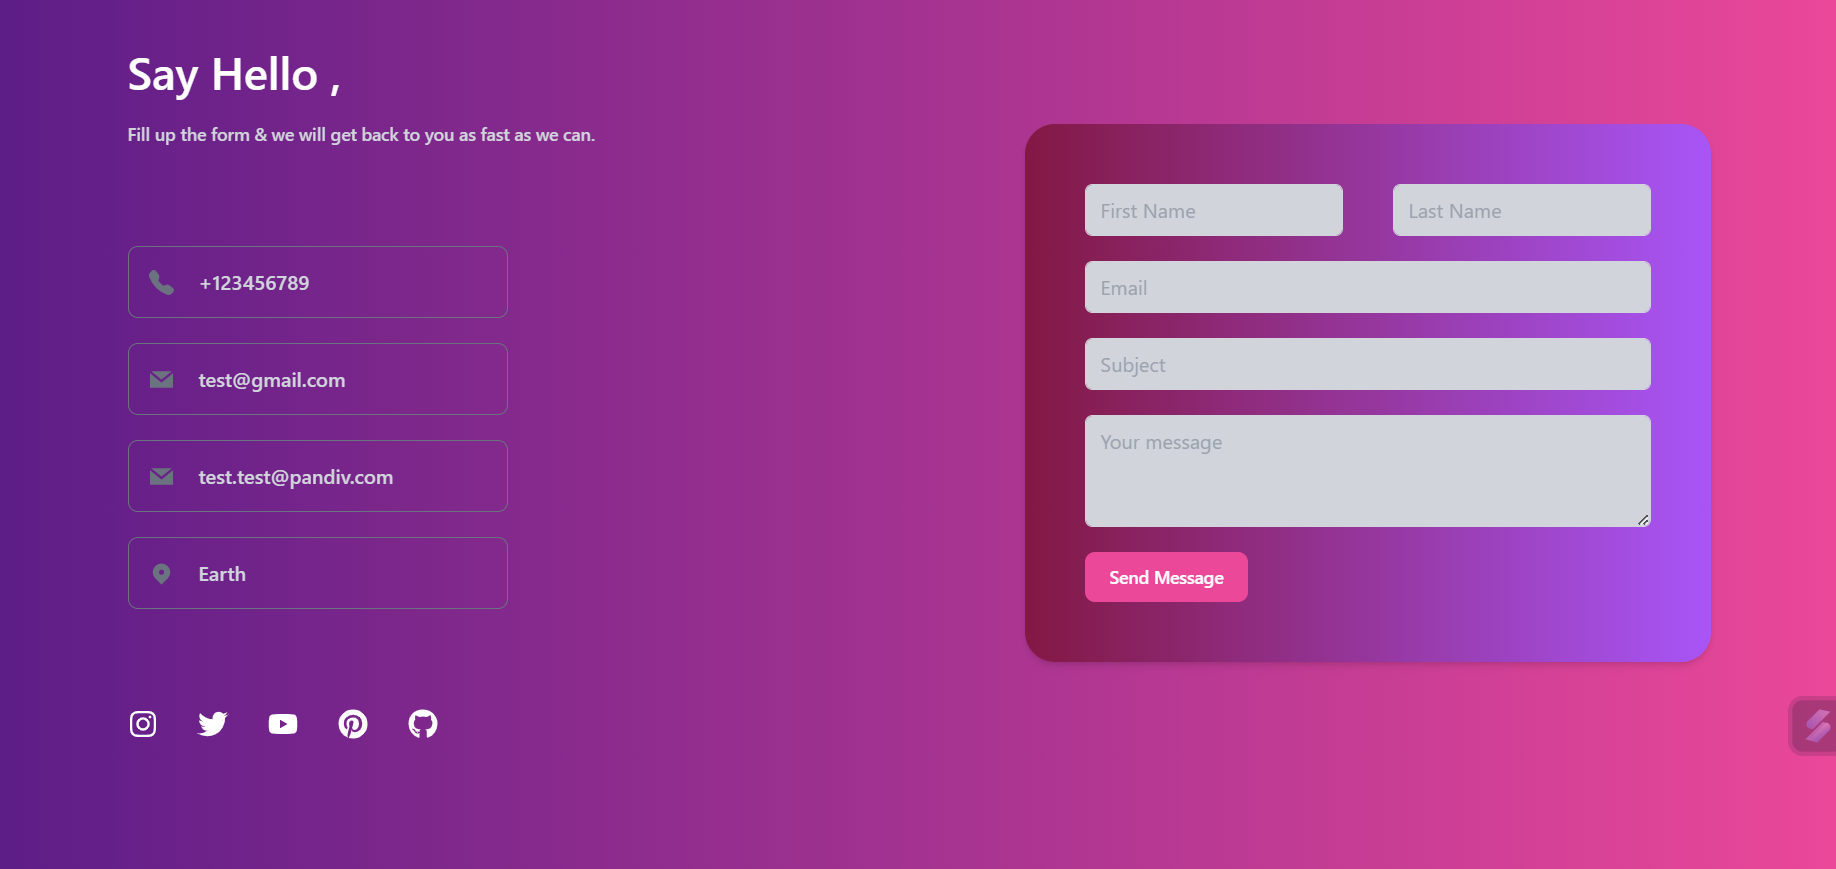 Say Hello ,
Fill up the form & we will get back to you as fast as we can.
+123456789
test@gmail.com
test.test@pandiv.com
Earth
First Name
Last Name
Email
Subject
Your message
Send Message